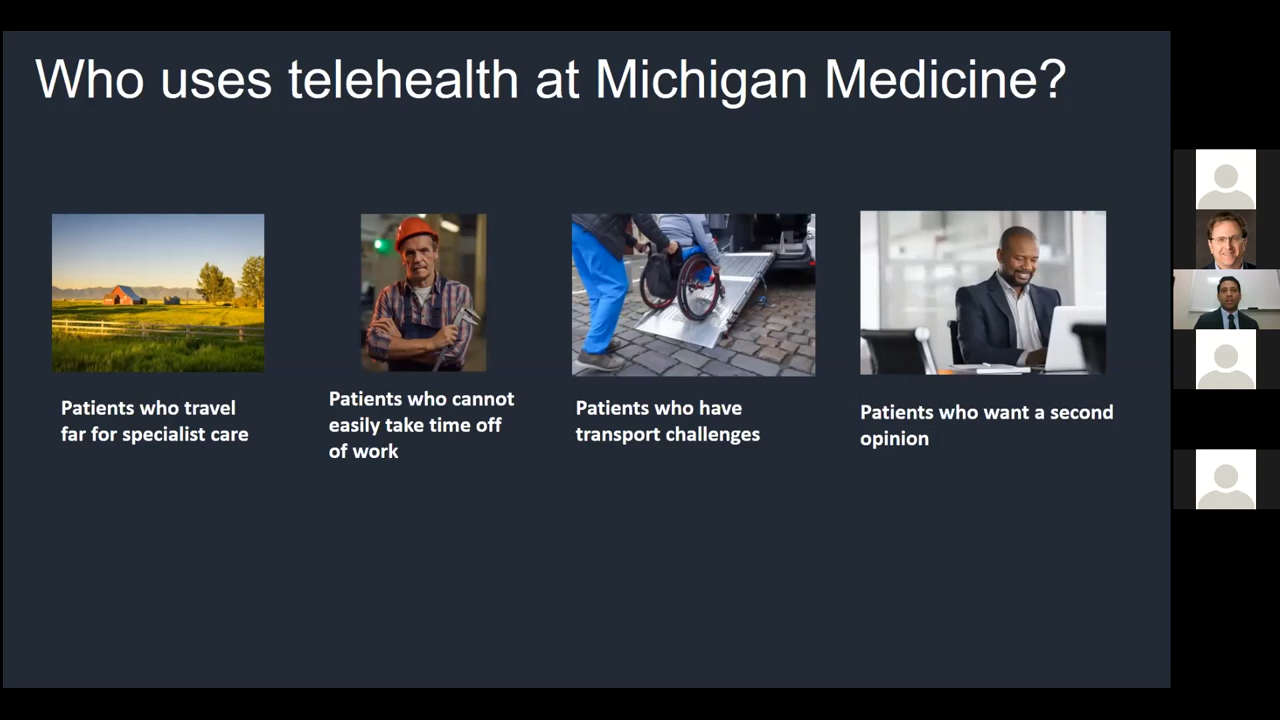 Who uses telehealth at Michigan Medicine?
Patients who travel
far for specialist care
Patients who cannot
easily take time off
of work
Patients who have
transport challenges
Patients who want a second
opinion